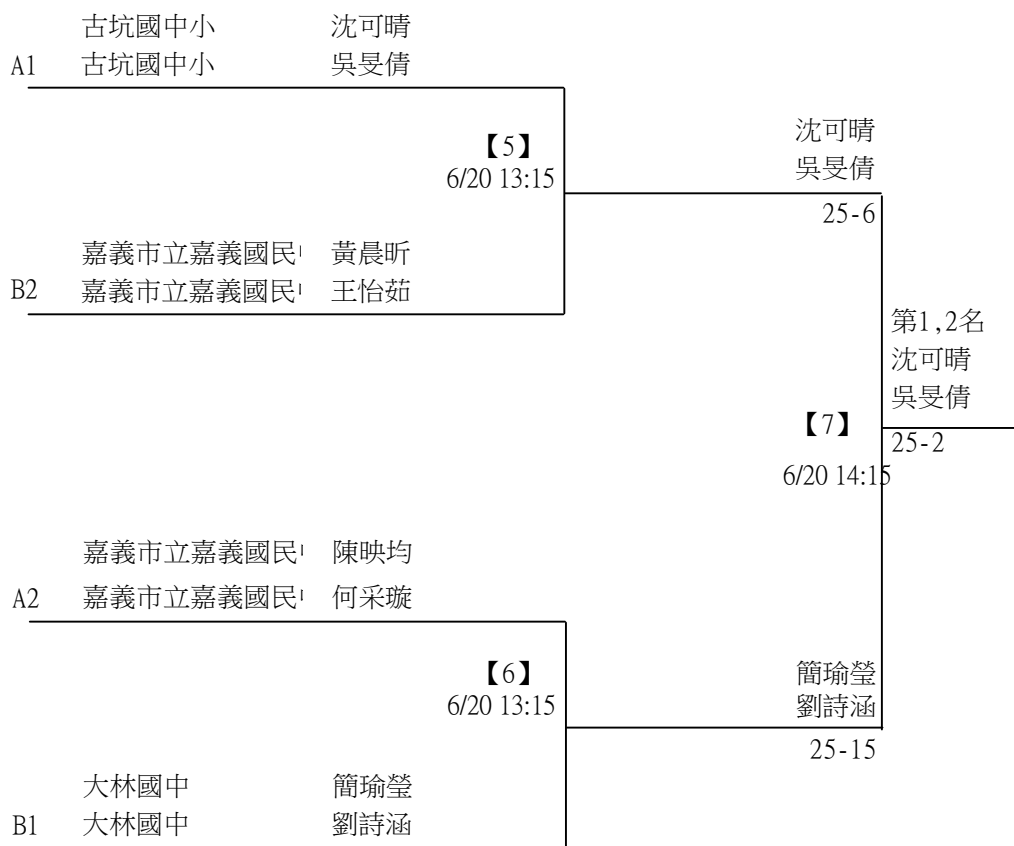 古坑國中小 沈可晴
A1 古坑國中小 吳旻倩
【5】
6/20 13:15
沈可晴
吳旻倩
25-6
嘉義市立嘉義國民 黃晨昕
B2 嘉義市立嘉義國民 王怡茹
第1,2名
沈可晴
吳旻倩
【7】
25-2
6/20 14:15
嘉義市立嘉義國民 陳映均
A2 嘉義市立嘉義國民 何采璇
【6】
6/20 13:15
簡瑜瑩
劉詩涵
25-15
大林國中 簡瑜瑩
B1 大林國中 劉詩涵